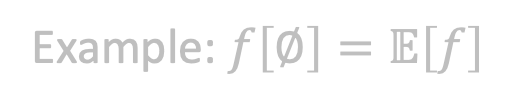 Example: 𝑓[∅] = 𝔼[𝑓]